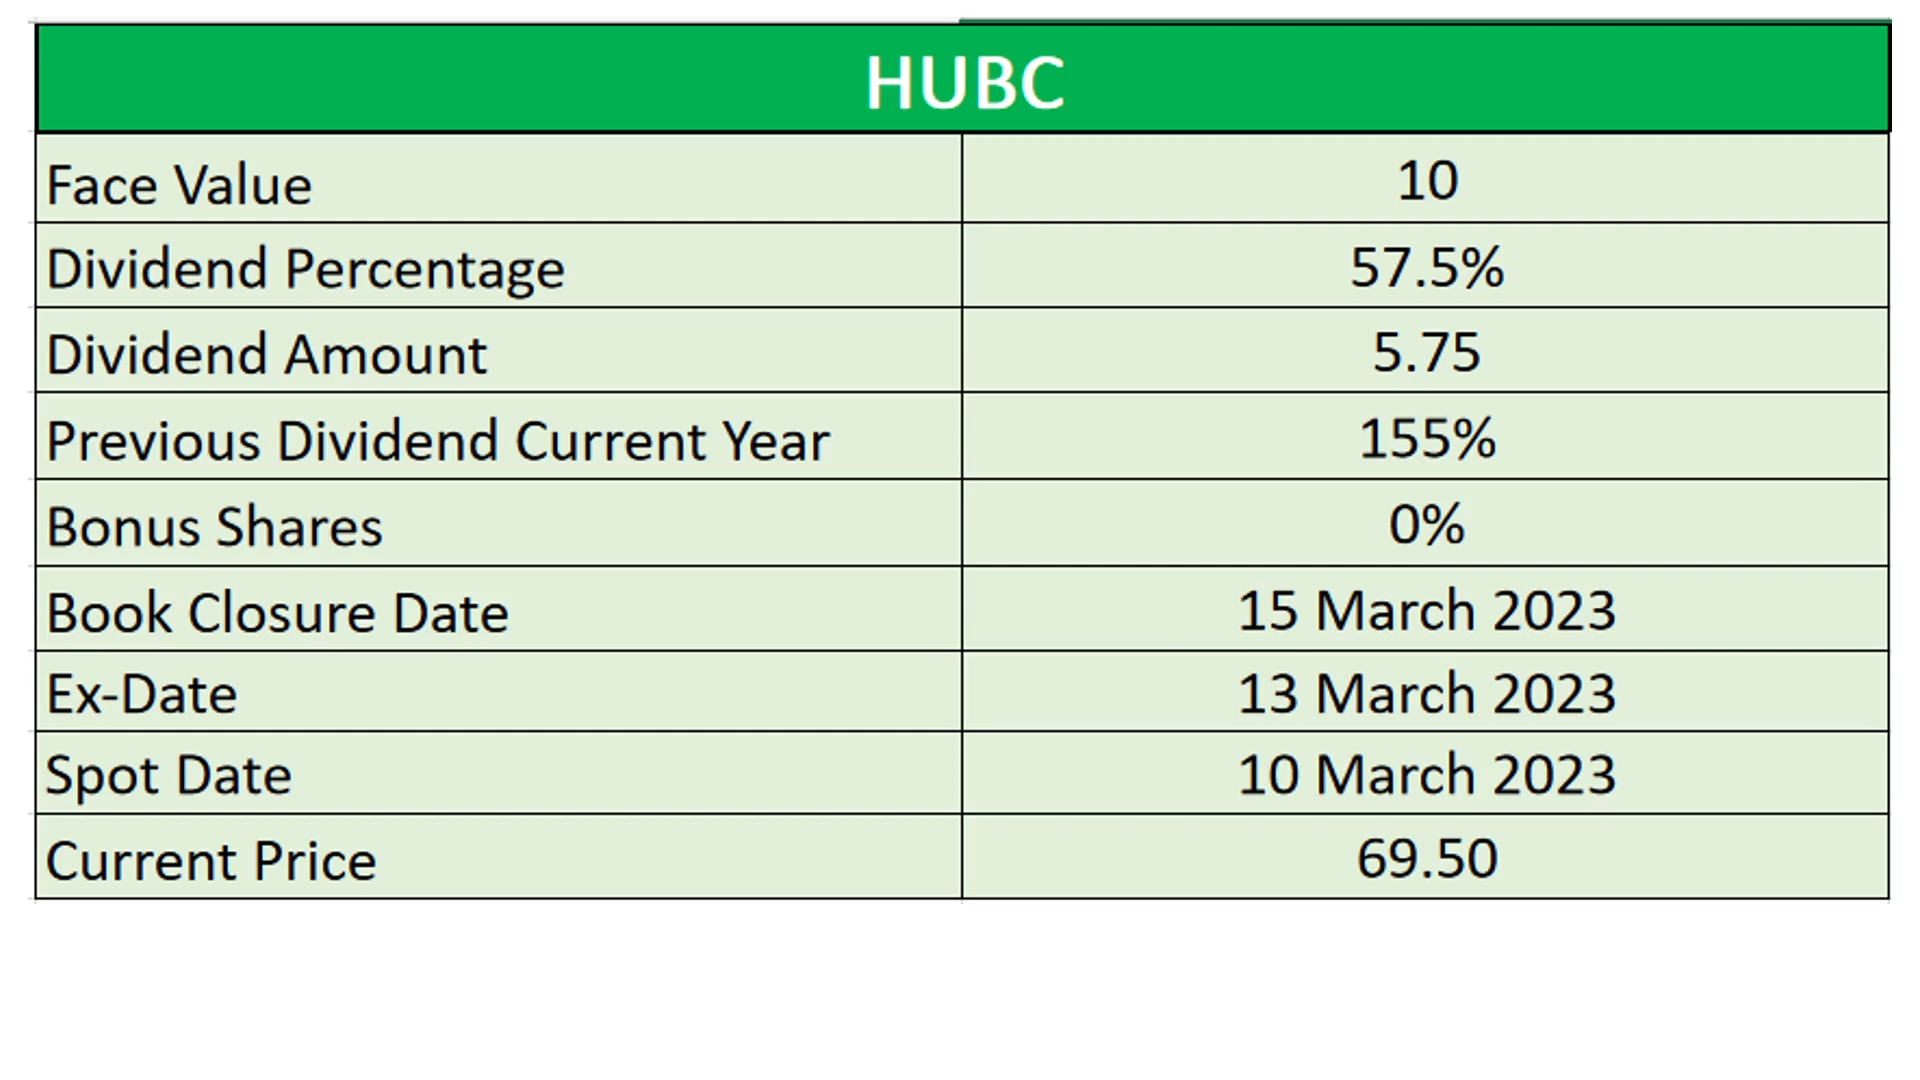 HUBC
Face Value 10
Dividend Percentage 57.5%
Dividend Amount 5.75
Previous Dividend Current Year 155%
Bonus Shares 0%
Book Closure Date 15 March 2023
Ex-Date 13 March 2023
Spot Date 10 March 2023
Current Price 69.50